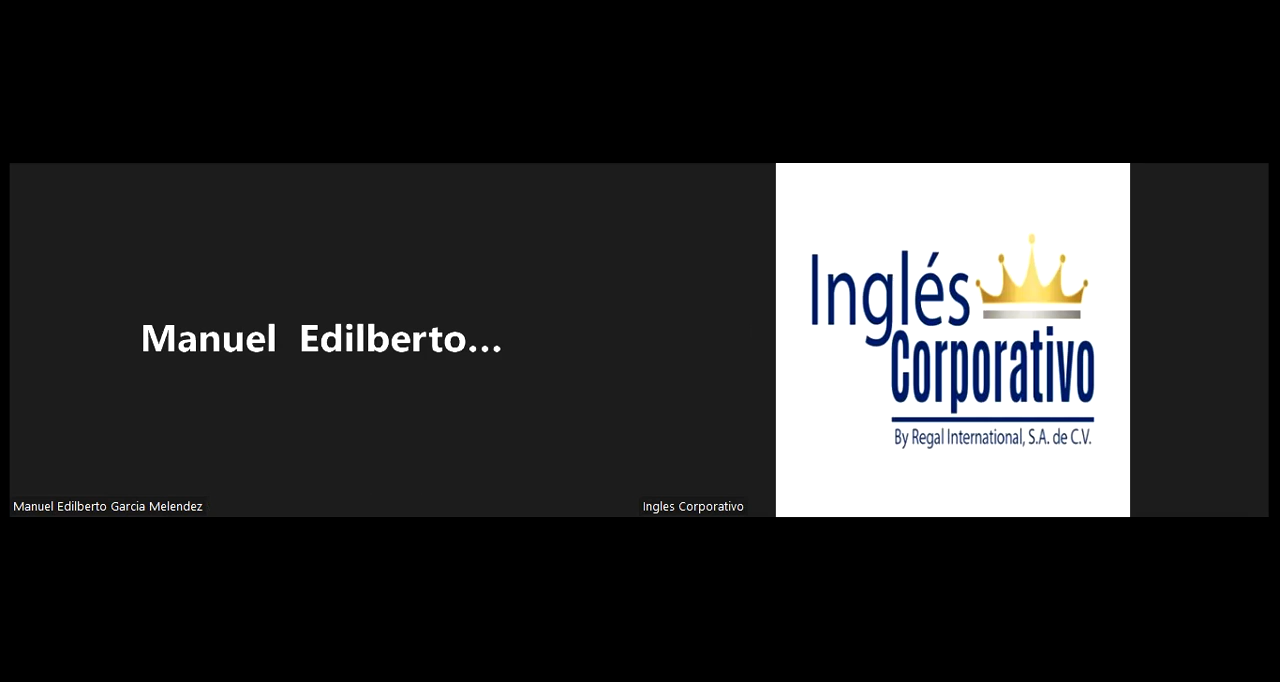 Manuel  Edilberto...
Manuel Edilberto Garcia Melendez
Inglés
Corporativo
By Regal International, S.A. de C.V.
Ingles Corporativo